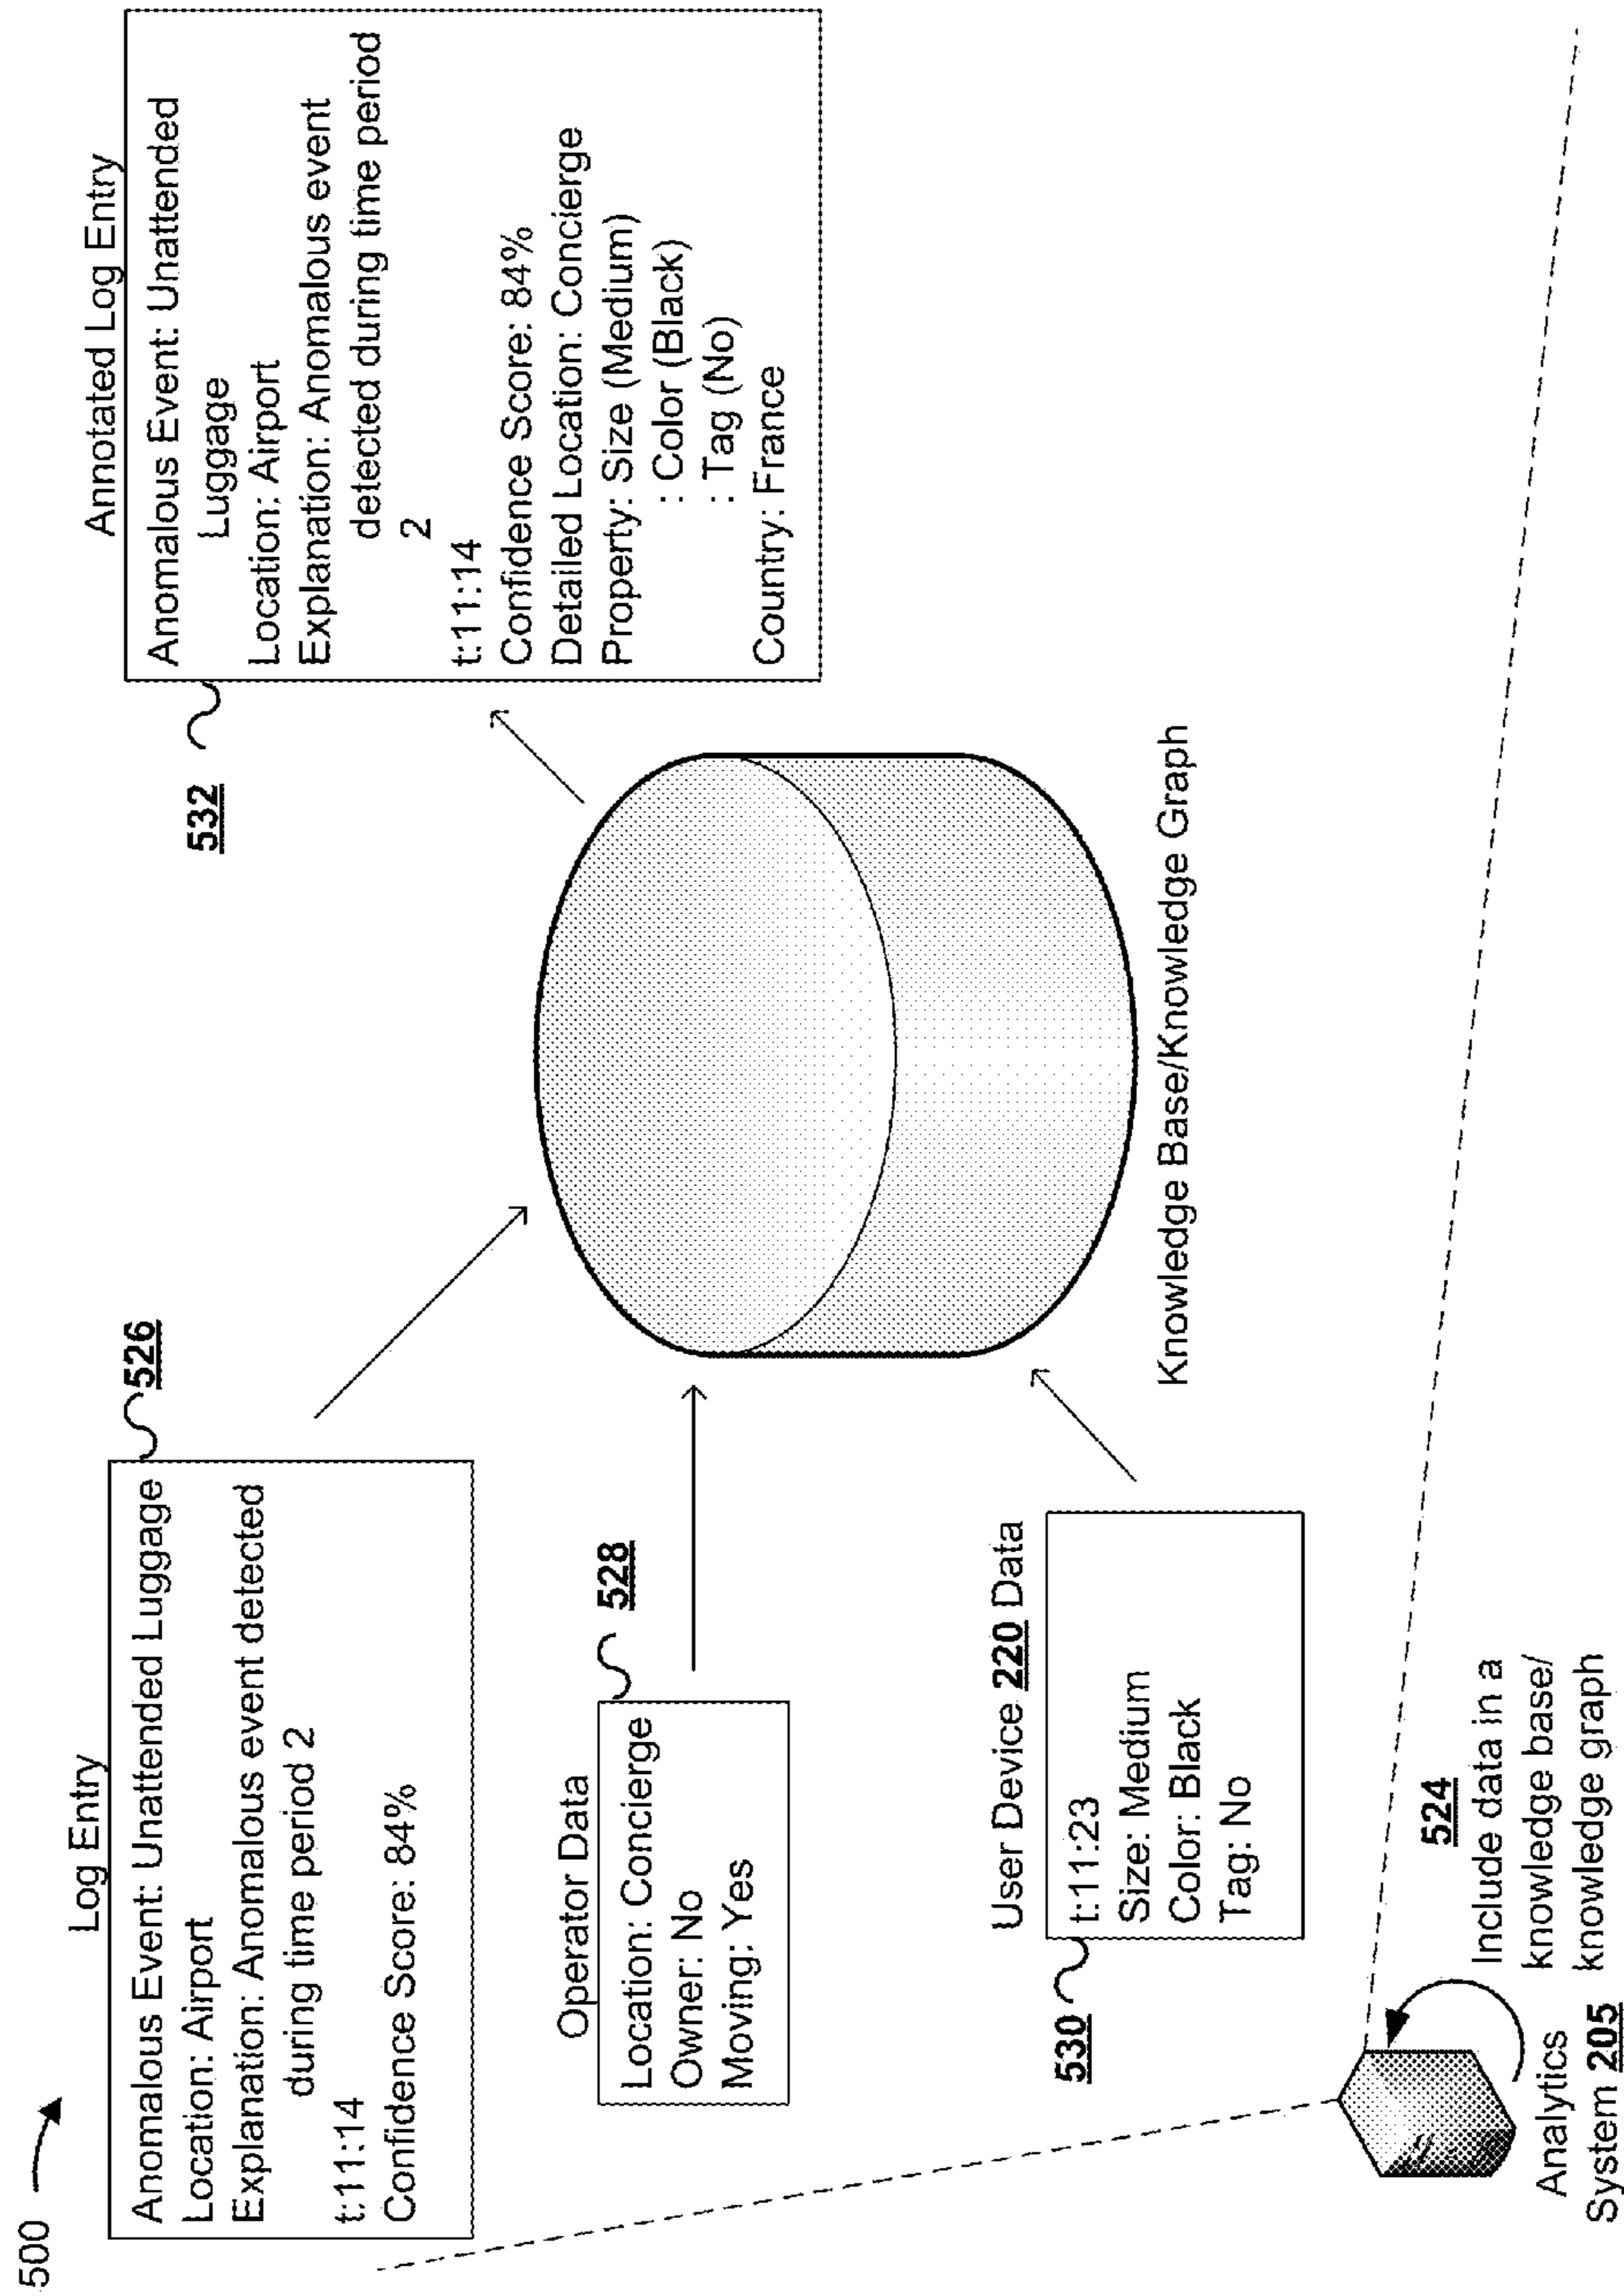 500
Log Entry
526
Anomalous Event: Unattended Luggage
Location: Airport
Explanation: Anomalous event detected
during time period 2
t:11:14
Confidence Score: 84%
Operator Data
528
Location: Concierge
Owner: No
Moving: Yes
User Device 220 Data
530
t:11:23
Size: Medium
Color: Black
Tag: No
Knowledge Base/Knowledge Graph
532
Annotated Log Entry
Anomalous Event: Unattended
Luggage
Location: Airport
Explanation: Anomalous event
detected during time period
2
t:11:14
Confidence Score: 84%
Detailed Location: Concierge
Property: Size (Medium)
: Color (Black)
: Tag (No)
Country: France
524
Include data in a
knowledge base/
knowledge graph
Analytics
System 205